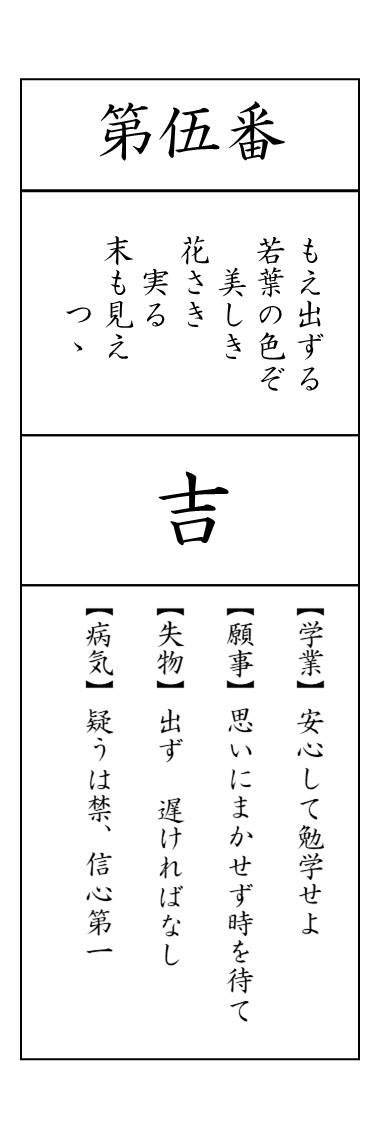 第伍番
もえ出ずる
若葉の色ぞ
美しき
花さき
実る
末も見え
つゝ
吉
【学業】 安心して勉学せよ
【願事】 思いにまかせず時を待て
【失物】 出ず 遅ければなし
【病気】 疑うは禁、信心第一